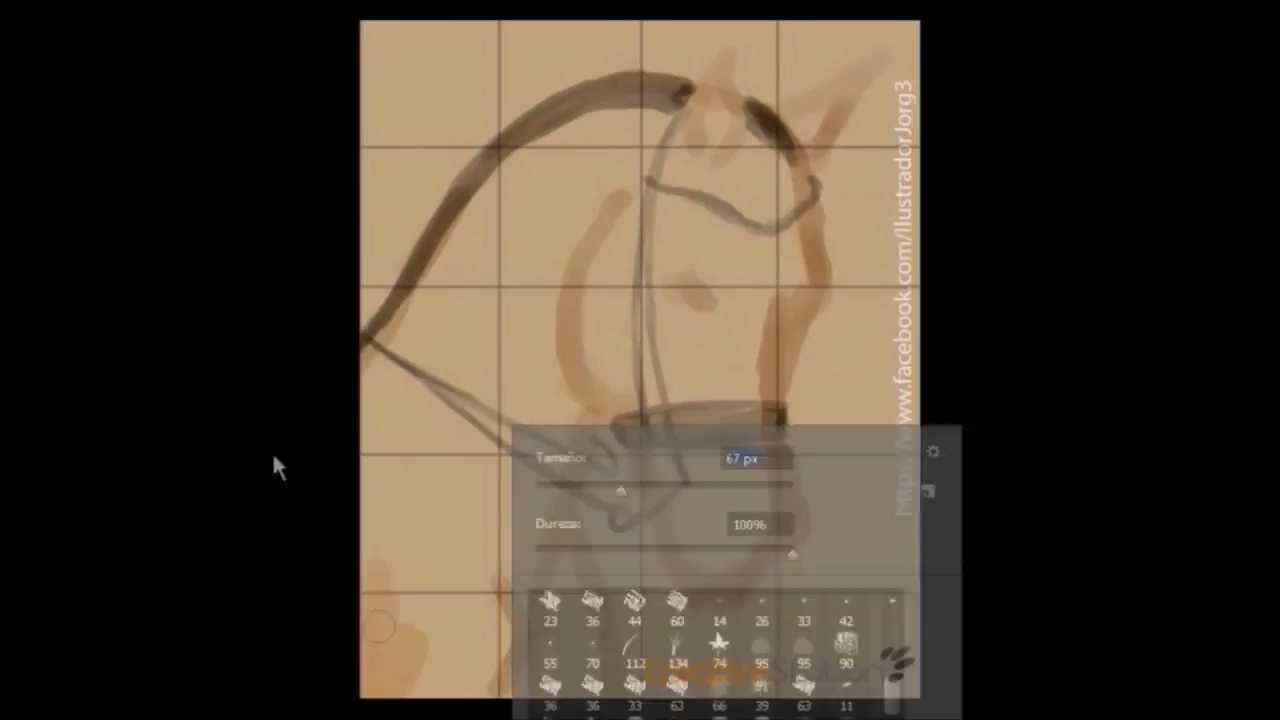 https://www.facebook.com/IlustradorJorg3
Tamaño:
67 px
Dureza:
100%
23 36 44 60 14 26 33 42
55 70 112 134 74 95 95 90
36 36 33 63 66 39 63 11